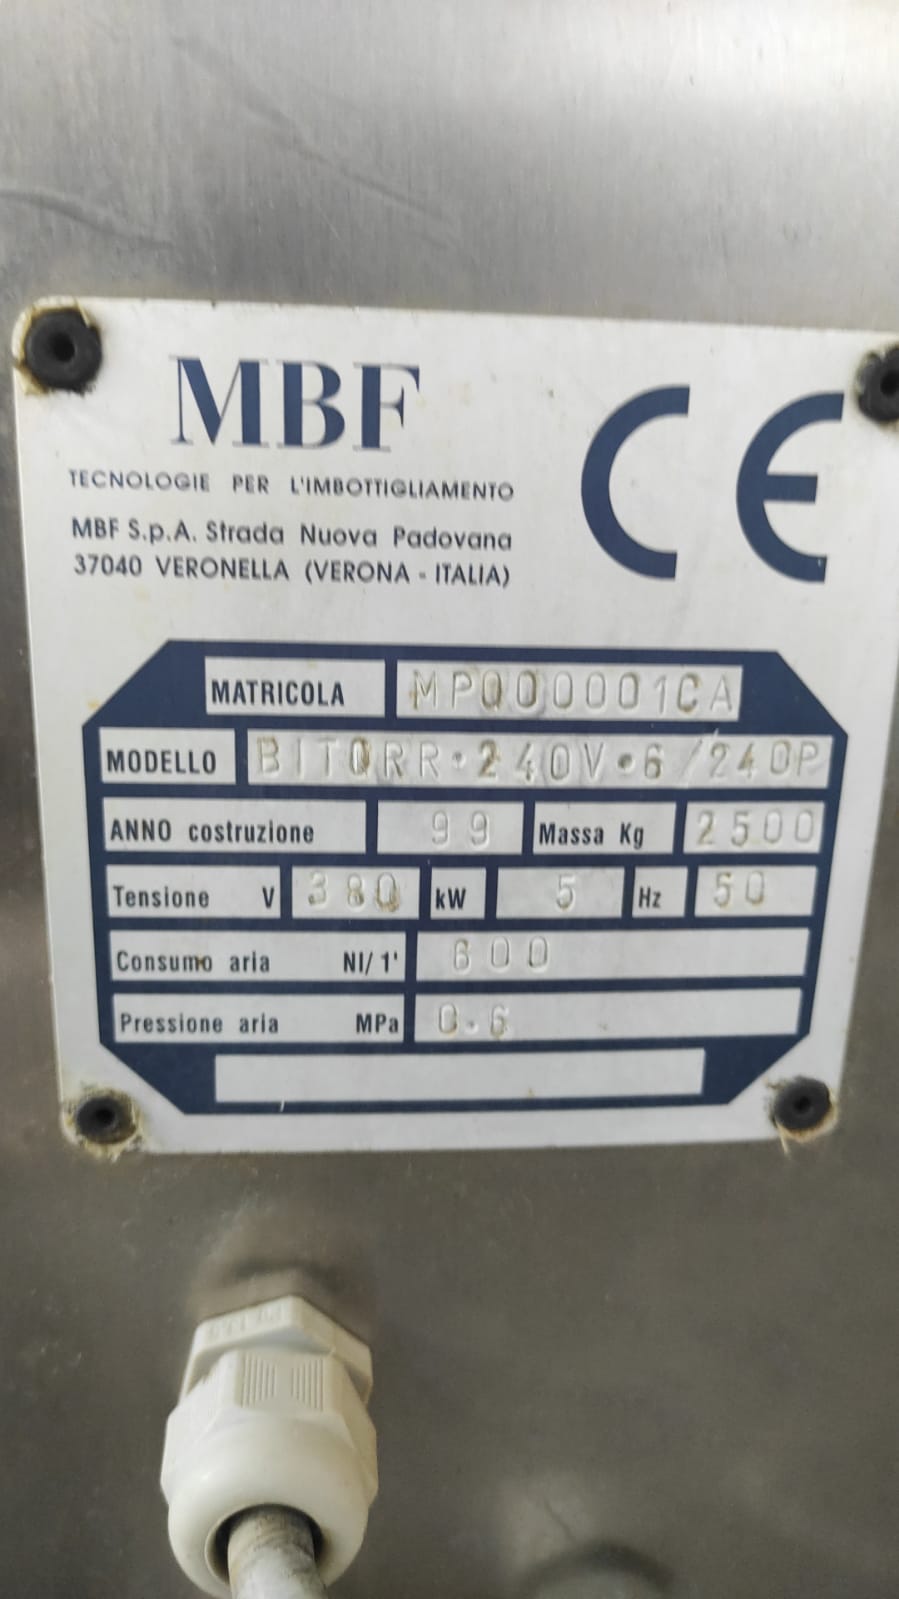 MBF
CE
TECNOLOGIE PER L'IMBOTTIGLIAMENTO
MBF S.p.A. Strada Nuova Padovana
37040 VERONELLA (VERONA - ITALIA)
MATRICOLA MP000001CA
MODELLO BITORR·240V·6/240P
ANNO costruzione 99 Massa Kg 2500
Tensione V 380 kW 5 Hz 50
Consumo aria Nl/1' 600
Pressione aria MPa 0.6